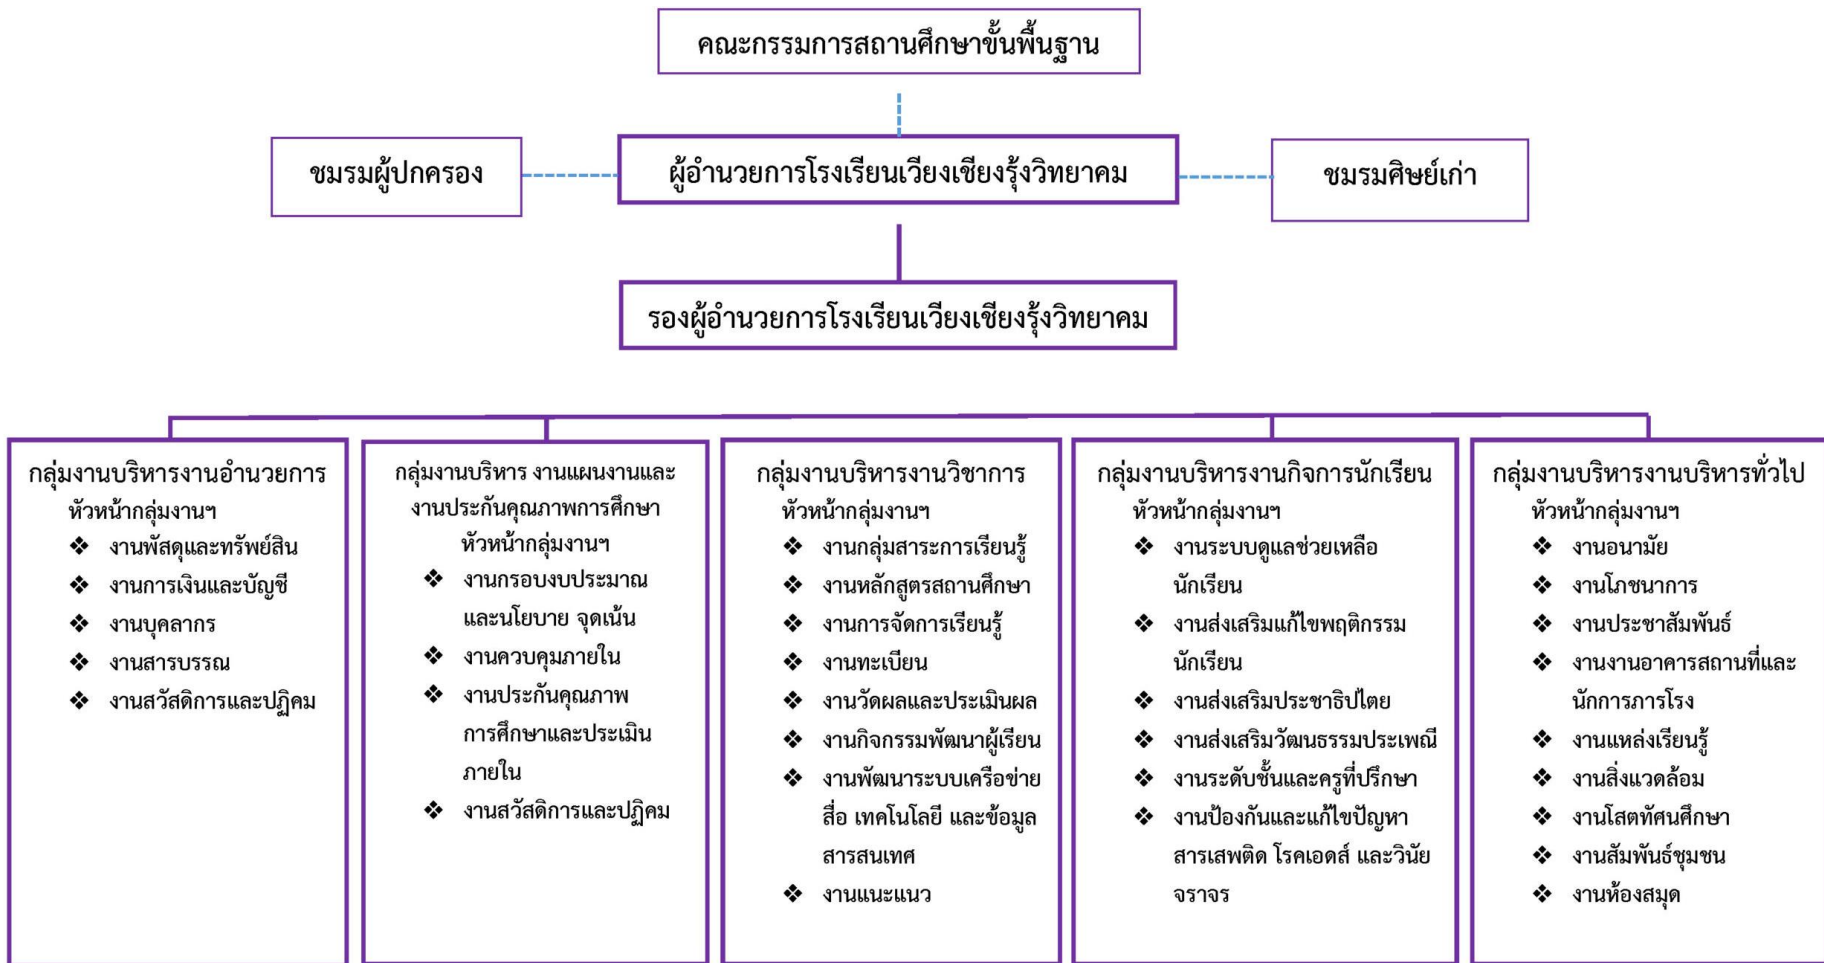 คณะกรรมการสถานศึกษาขั้นพื้นฐาน
ชมรมผู้ปกครอง
ผู้อำนวยการโรงเรียนเวียงเชียงรุ้งวิทยาคม
ชมรมศิษย์เก่า
รองผู้อำนวยการโรงเรียนเวียงเชียงรุ้งวิทยาคม
กลุ่มงานบริหารงานอำนวยการ
หัวหน้ากลุ่มงานฯ
❖ งานพัสดุและทรัพย์สิน
❖ งานการเงินและบัญชี
❖ งานบุคลากร
❖ งานสารบรรณ
❖ งานสวัสดิการและปฏิคม
กลุ่มงานบริหาร งานแผนงานและ
งานประกันคุณภาพการศึกษา
หัวหน้ากลุ่มงานฯ
❖ งานกรอบงบประมาณ
และนโยบาย จุดเน้น
❖ งานควบคุมภายใน
❖ งานประกันคุณภาพ
การศึกษาและประเมิน
ภายใน
❖ งานสวัสดิการและปฏิคม
กลุ่มงานบริหารงานวิชาการ
หัวหน้ากลุ่มงานฯ
❖ งานกลุ่มสาระการเรียนรู้
❖ งานหลักสูตรสถานศึกษา
❖ งานการจัดการเรียนรู้
❖ งานทะเบียน
❖ งานวัดผลและประเมินผล
❖ งานกิจกรรมพัฒนาผู้เรียน
❖ งานพัฒนาระบบเครือข่าย
สื่อ เทคโนโลยี และข้อมูล
สารสนเทศ
❖ งานแนะแนว
กลุ่มงานบริหารงานกิจการนักเรียน
หัวหน้ากลุ่มงานฯ
❖ งานระบบดูแลช่วยเหลือ
นักเรียน
❖ งานส่งเสริมแก้ไขพฤติกรรม
นักเรียน
❖ งานส่งเสริมประชาธิปไตย
❖ งานส่งเสริมวัฒนธรรมประเพณี
❖ งานระดับชั้นและครูที่ปรึกษา
❖ งานป้องกันและแก้ไขปัญหา
สารเสพติด โรคเอดส์ และวินัย
จราจร
กลุ่มงานบริหารงานบริหารทั่วไป
หัวหน้ากลุ่มงานฯ
❖ งานอนามัย
❖ งานโภชนาการ
❖ งานประชาสัมพันธ์
❖ งานงานอาคารสถานที่และ
นักการภารโรง
❖ งานแหล่งเรียนรู้
❖ งานสิ่งแวดล้อม
❖ งานโสตทัศนศึกษา
❖ งานสัมพันธ์ชุมชน
❖ งานห้องสมุด